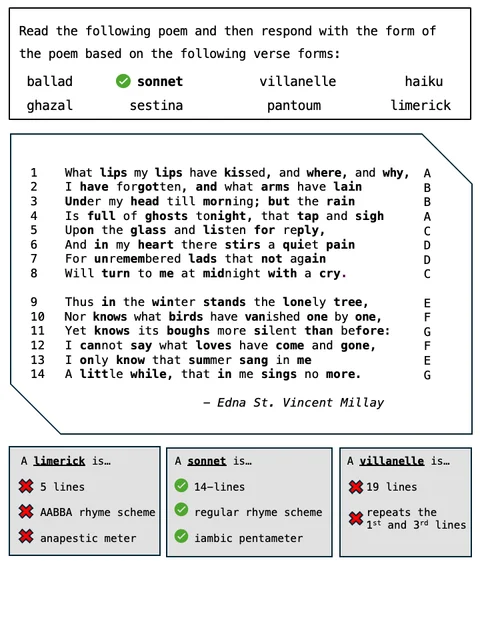 Read the following poem and then respond with the form of
the poem based on the following verse forms:
ballad sonnet villanelle haiku
ghazal sestina pantoum limerick
1 What lips my lips have kissed, and where, and why, A
2 I have forgotten, and what arms have lain B
3 Under my head till morning; but the rain B
4 Is full of ghosts tonight, that tap and sigh A
5 Upon the glass and listen for reply, C
6 And in my heart there stirs a quiet pain D
7 For unremembered lads that not again D
8 Will turn to me at midnight with a cry. C
9 Thus in the winter stands the lonely tree, E
10 Nor knows what birds have vanished one by one, F
11 Yet knows its boughs more silent than before: G
12 I cannot say what loves have come and gone, F
13 I only know that summer sang in me E
14 A little while, that in me sings no more. G
– Edna St. Vincent Millay
A limerick is…
5 lines
AABBA rhyme scheme
anapestic meter
A sonnet is…
14-lines
regular rhyme scheme
iambic pentameter
A villanelle is…
19 lines
repeats the
1st and 3rd lines